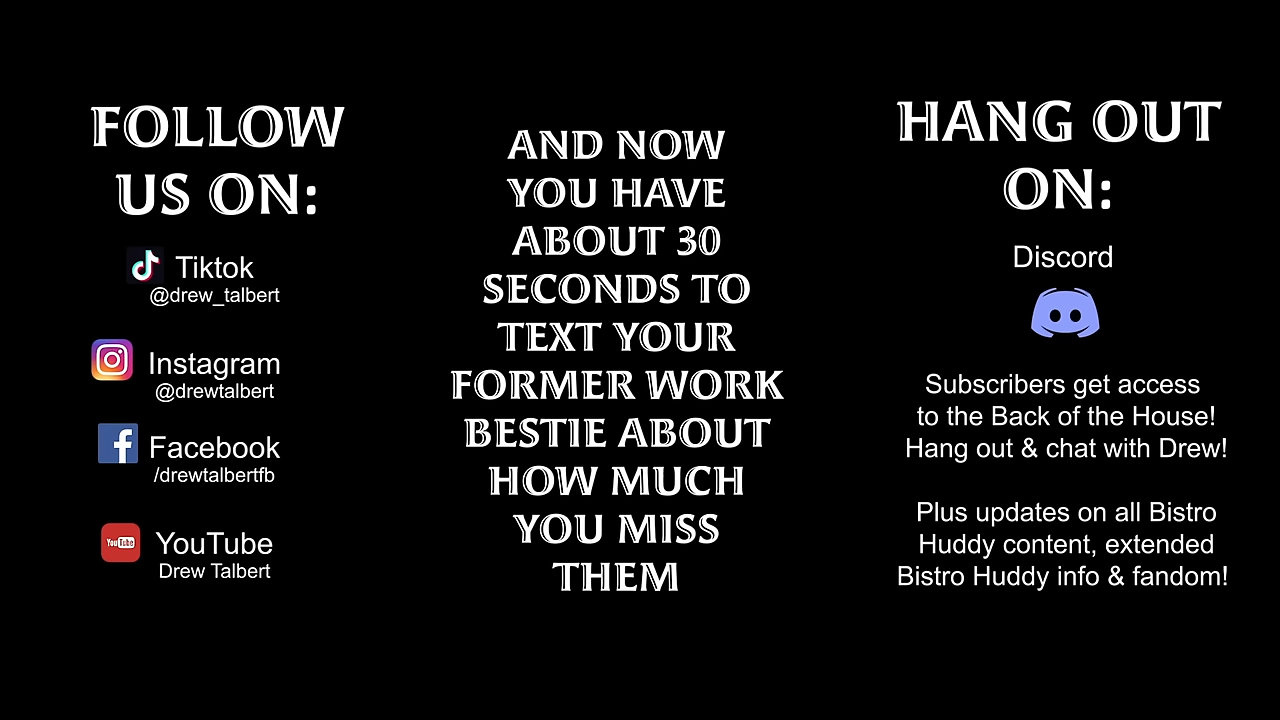 FOLLOW
US ON:
Tiktok
@drew_talbert
Instagram
@drewtalbert
Facebook
/drewtalbertfb
You Tube
YouTube
Drew Talbert
AND NOW
YOU HAVE
ABOUT 30
SECONDS TO
TEXT YOUR
FORMER WORK
BESTIE ABOUT
HOW MUCH
YOU MISS
THEM
HANG OUT
ON:
Discord
Subscribers get access
to the Back of the House!
Hang out & chat with Drew!
Plus updates on all Bistro
Huddy content, extended
Bistro Huddy info & fandom!